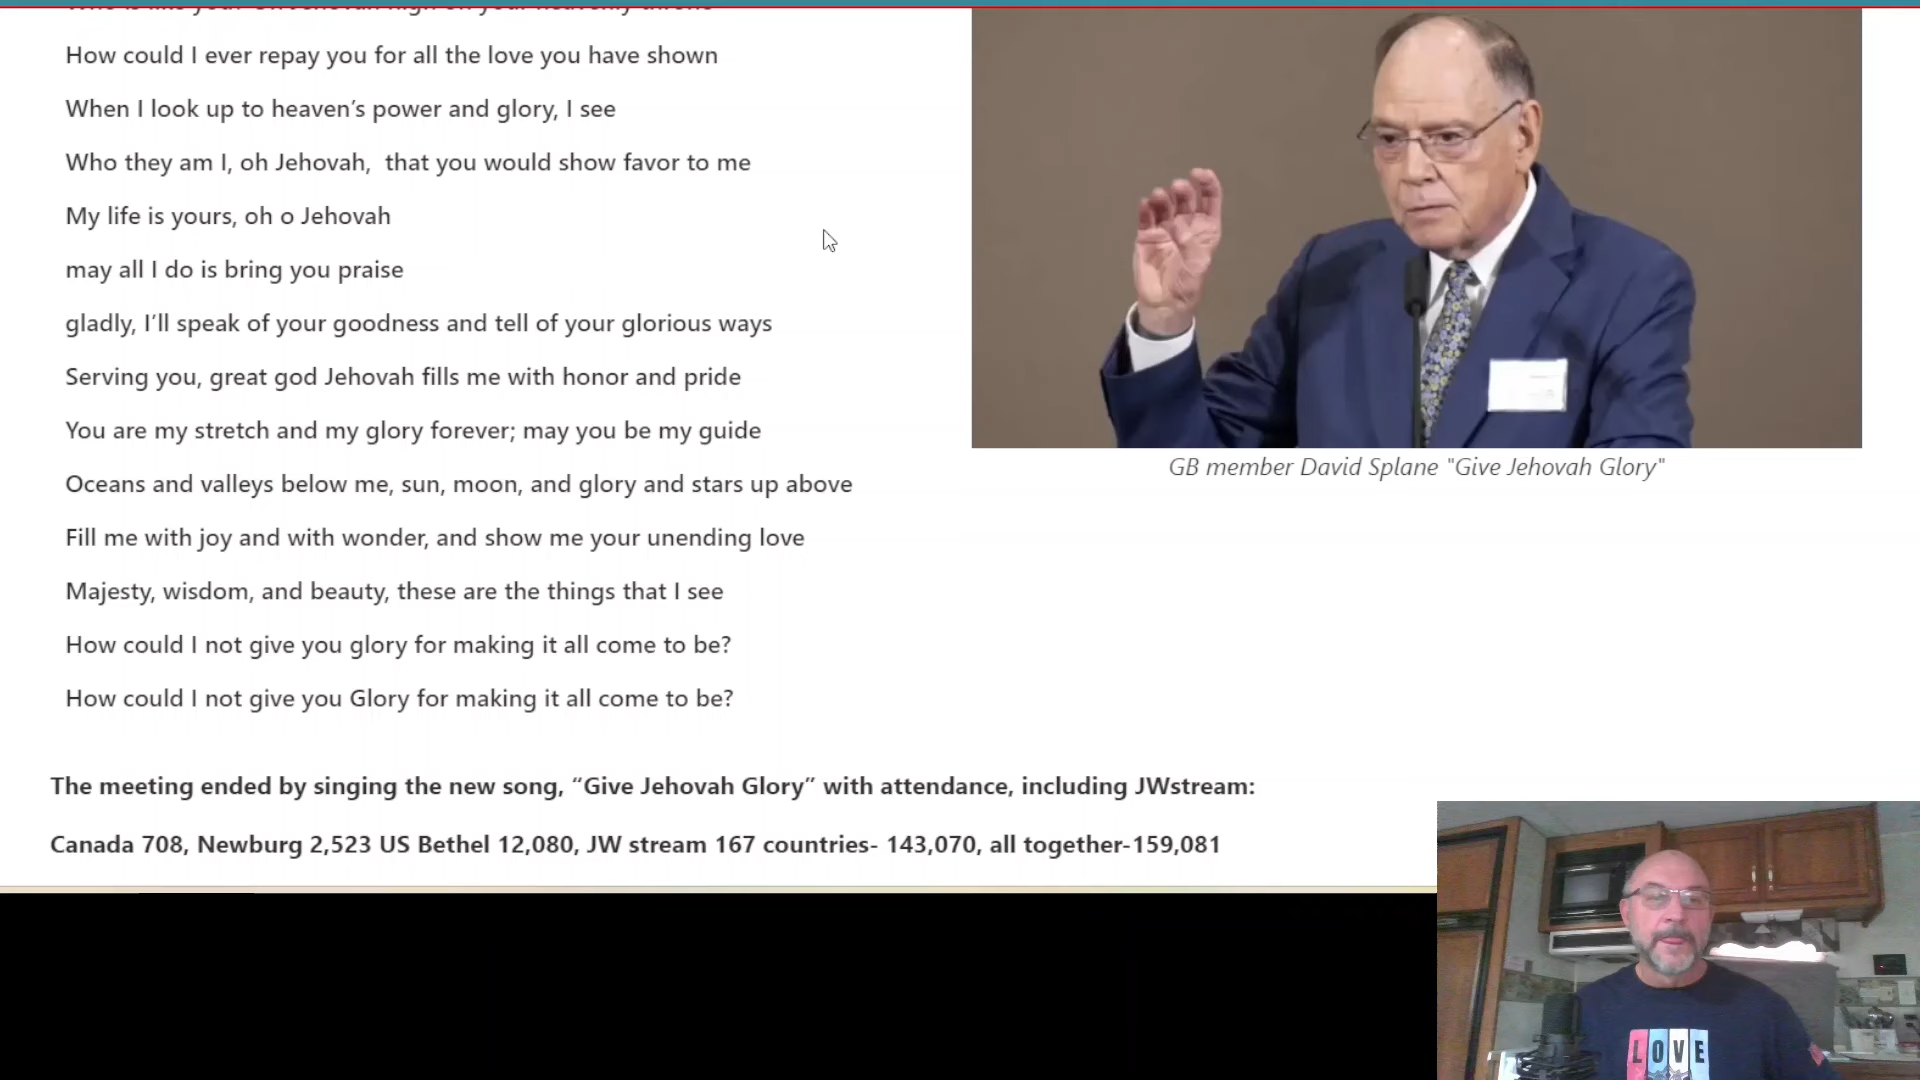 How could I ever repay you for all the love you have shown
When I look up to heaven's power and glory, I see
Who they am I, oh Jehovah,  that you would show favor to me
My life is yours, oh o Jehovah
may all I do is bring you praise
gladly, I'll speak of your goodness and tell of your glorious ways
Serving you, great god Jehovah fills me with honor and pride
You are my stretch and my glory forever; may you be my guide
Oceans and valleys below me, sun, moon, and glory and stars up above
Fill me with joy and with wonder, and show me your unending love
Majesty, wisdom, and beauty, these are the things that I see
How could I not give you glory for making it all come to be?
How could I not give you Glory for making it all come to be?
GB member David Splane "Give Jehovah Glory"
The meeting ended by singing the new song, “Give Jehovah Glory” with attendance, including JWstream:
Canada 708, Newburg 2,523 US Bethel 12,080, JW stream 167 countries- 143,070, all together-159,081
LOVE